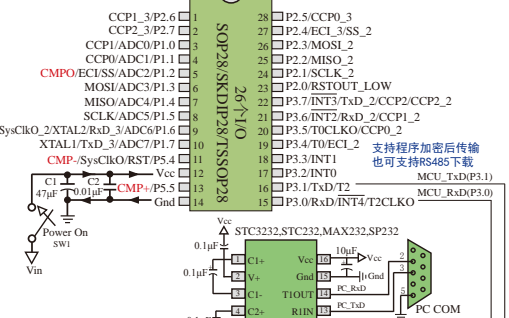 CCP1_3/P2.6 1 28 P2.5/CCP0_3
CCP2_3/P2.7 2 27 P2.4/ECI_3/SS_2
CCP1/ADC0/P1.0 3 26 P2.3/MOSI_2
CCP0/ADC1/P1.1 4 25 P2.2/MISO_2
CMPO/ECI/SS/ADC2/P1.2 5 24 P2.1/SCLK_2
MOSI/ADC3/P1.3 6 23 P2.0/RSTOUT_LOW
MISO/ADC4/P1.4 7 22 P3.7/INT3/TxD_2/CCP2/CCP2_2
SCLK/ADC5/P1.5 8 21 P3.6/INT2/RxD_2/CCP1_2
SysClkO_2/XTAL2/RxD_3/ADC6/P1.6 9 20 P3.5/T0CLKO/CCP0_2
XTAL1/TxD_3/ADC7/P1.7 10 19 P3.4/T0/ECI_2
CMP-/SysClkO/RST/P5.4 11 18 P3.3/INT1
Vcc 12 17 P3.2/INT0
CMP+/P5.5 13 16 P3.1/TxD/T2
Gnd 14 15 P3.0/RxD/INT4/T2CLKO
SOP28/SKDIP28/TSSOP28
26个I/O
支持程序加密后传输
也可支持RS485下载
MCU_TxD(P3.1)
MCU_RxD(P3.0)
C1
47μF
C2
0.01μF
Power On
SW1
Vin
Vcc
STC3232,STC232,MAX232,SP232
0.1μF
0.1μF
10μF
1 C1+ Vcc 16 Vcc
2 V+ Gnd 15 Gnd
3 C1- T1OUT 14 PC_RxD
4 C2+ R1IN 13 PC_TxD
2
3
5
PC COM